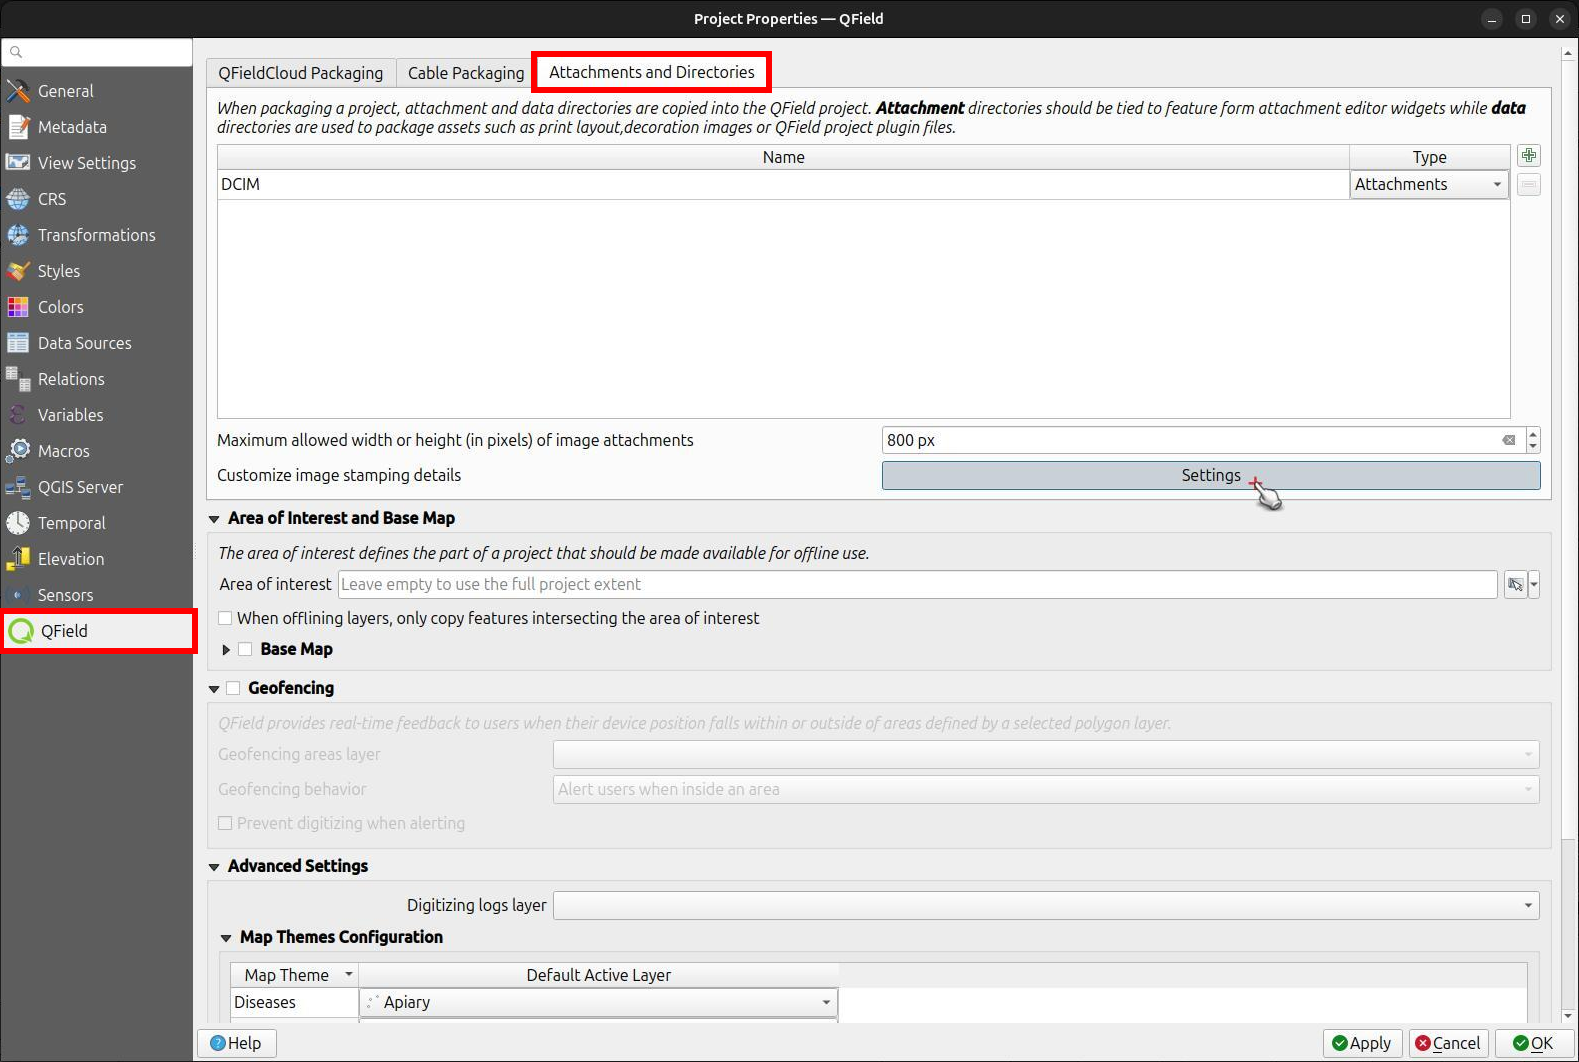 Project Properties — QField
General
Metadata
View Settings
CRS
Transformations
Styles
Colors
Data Sources
Relations
Variables
Macros
QGIS Server
Temporal
Elevation
Sensors
QField
QFieldCloud Packaging
Cable Packaging
Attachments and Directories
When packaging a project, attachment and data directories are copied into the QField project. Attachment directories should be tied to feature form attachment editor widgets while data
directories are used to package assets such as print layout,decoration images or QField project plugin files.
Name
Type
DCIM
Attachments
Maximum allowed width or height (in pixels) of image attachments
800 px
Customize image stamping details
Settings
Area of Interest and Base Map
The area of interest defines the part of a project that should be made available for offline use.
Area of interest
Leave empty to use the full project extent
When offlining layers, only copy features intersecting the area of interest
Base Map
Geofencing
QField provides real-time feedback to users when their device position falls within or outside of areas defined by a selected polygon layer.
Geofencing areas layer
Geofencing behavior
Alert users when inside an area
Prevent digitizing when alerting
Advanced Settings
Digitizing logs layer
Map Themes Configuration
Map Theme
Default Active Layer
Diseases
Apiary
Help
Apply
Cancel
OK